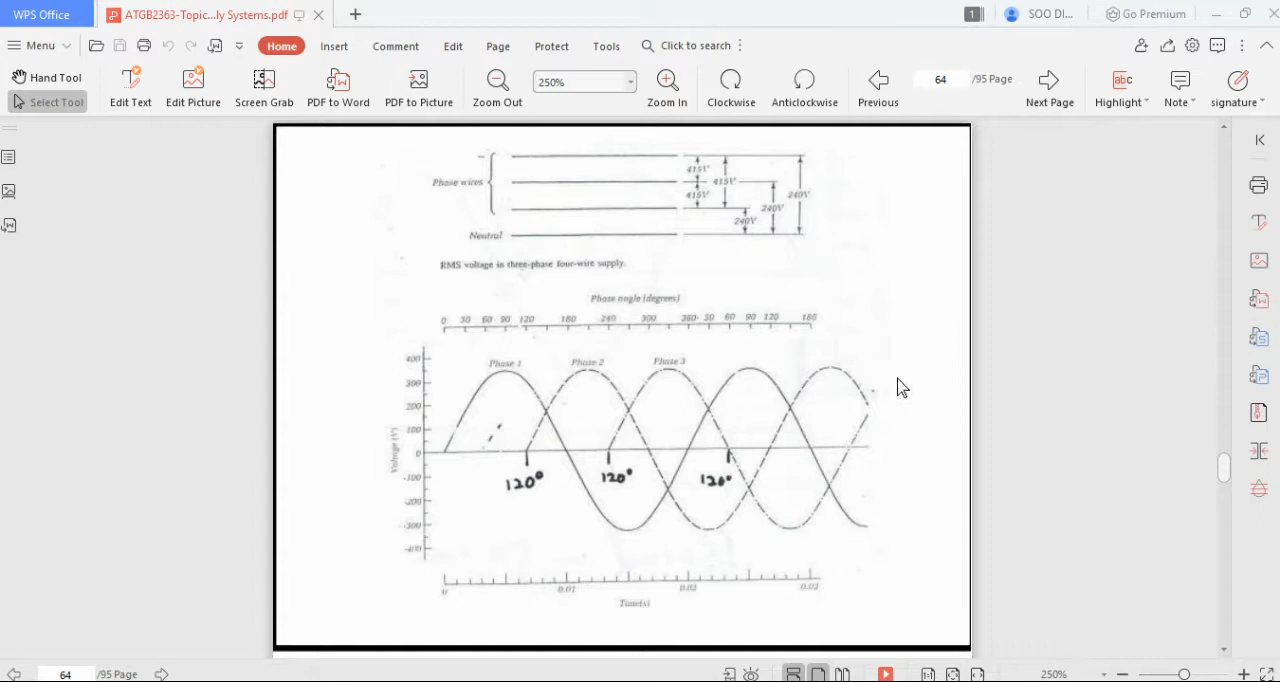 WPS Office
ATGB2363-Topic...ly Systems.pdf
1
SOO DI...
Go Premium
Menu
Home
Insert
Comment
Edit
Page
Protect
Tools
Click to search
Hand Tool
Select Tool
Edit Text
Edit Picture
Screen Grab
PDF to Word
PDF to Picture
Zoom Out
250%
Zoom In
Clockwise
Anticlockwise
Previous
64
/95 Page
Next Page
Highlight
Note
signature
Phase wires
415V
415V
415V
240V
240V
240V
Neutral
RMS voltage in three-phase four-wire supply.
Phase angle (degrees)
0 30 60 90 120 180 240 300 360 30 60 90 120 180
Phase 1
Phase 2
Phase 3
Voltage (V)
400
300
200
100
0
-100
-200
-300
-400
120°
120°
120°
0 0.01 0.02
Time(s)
64
/95 Page
250%